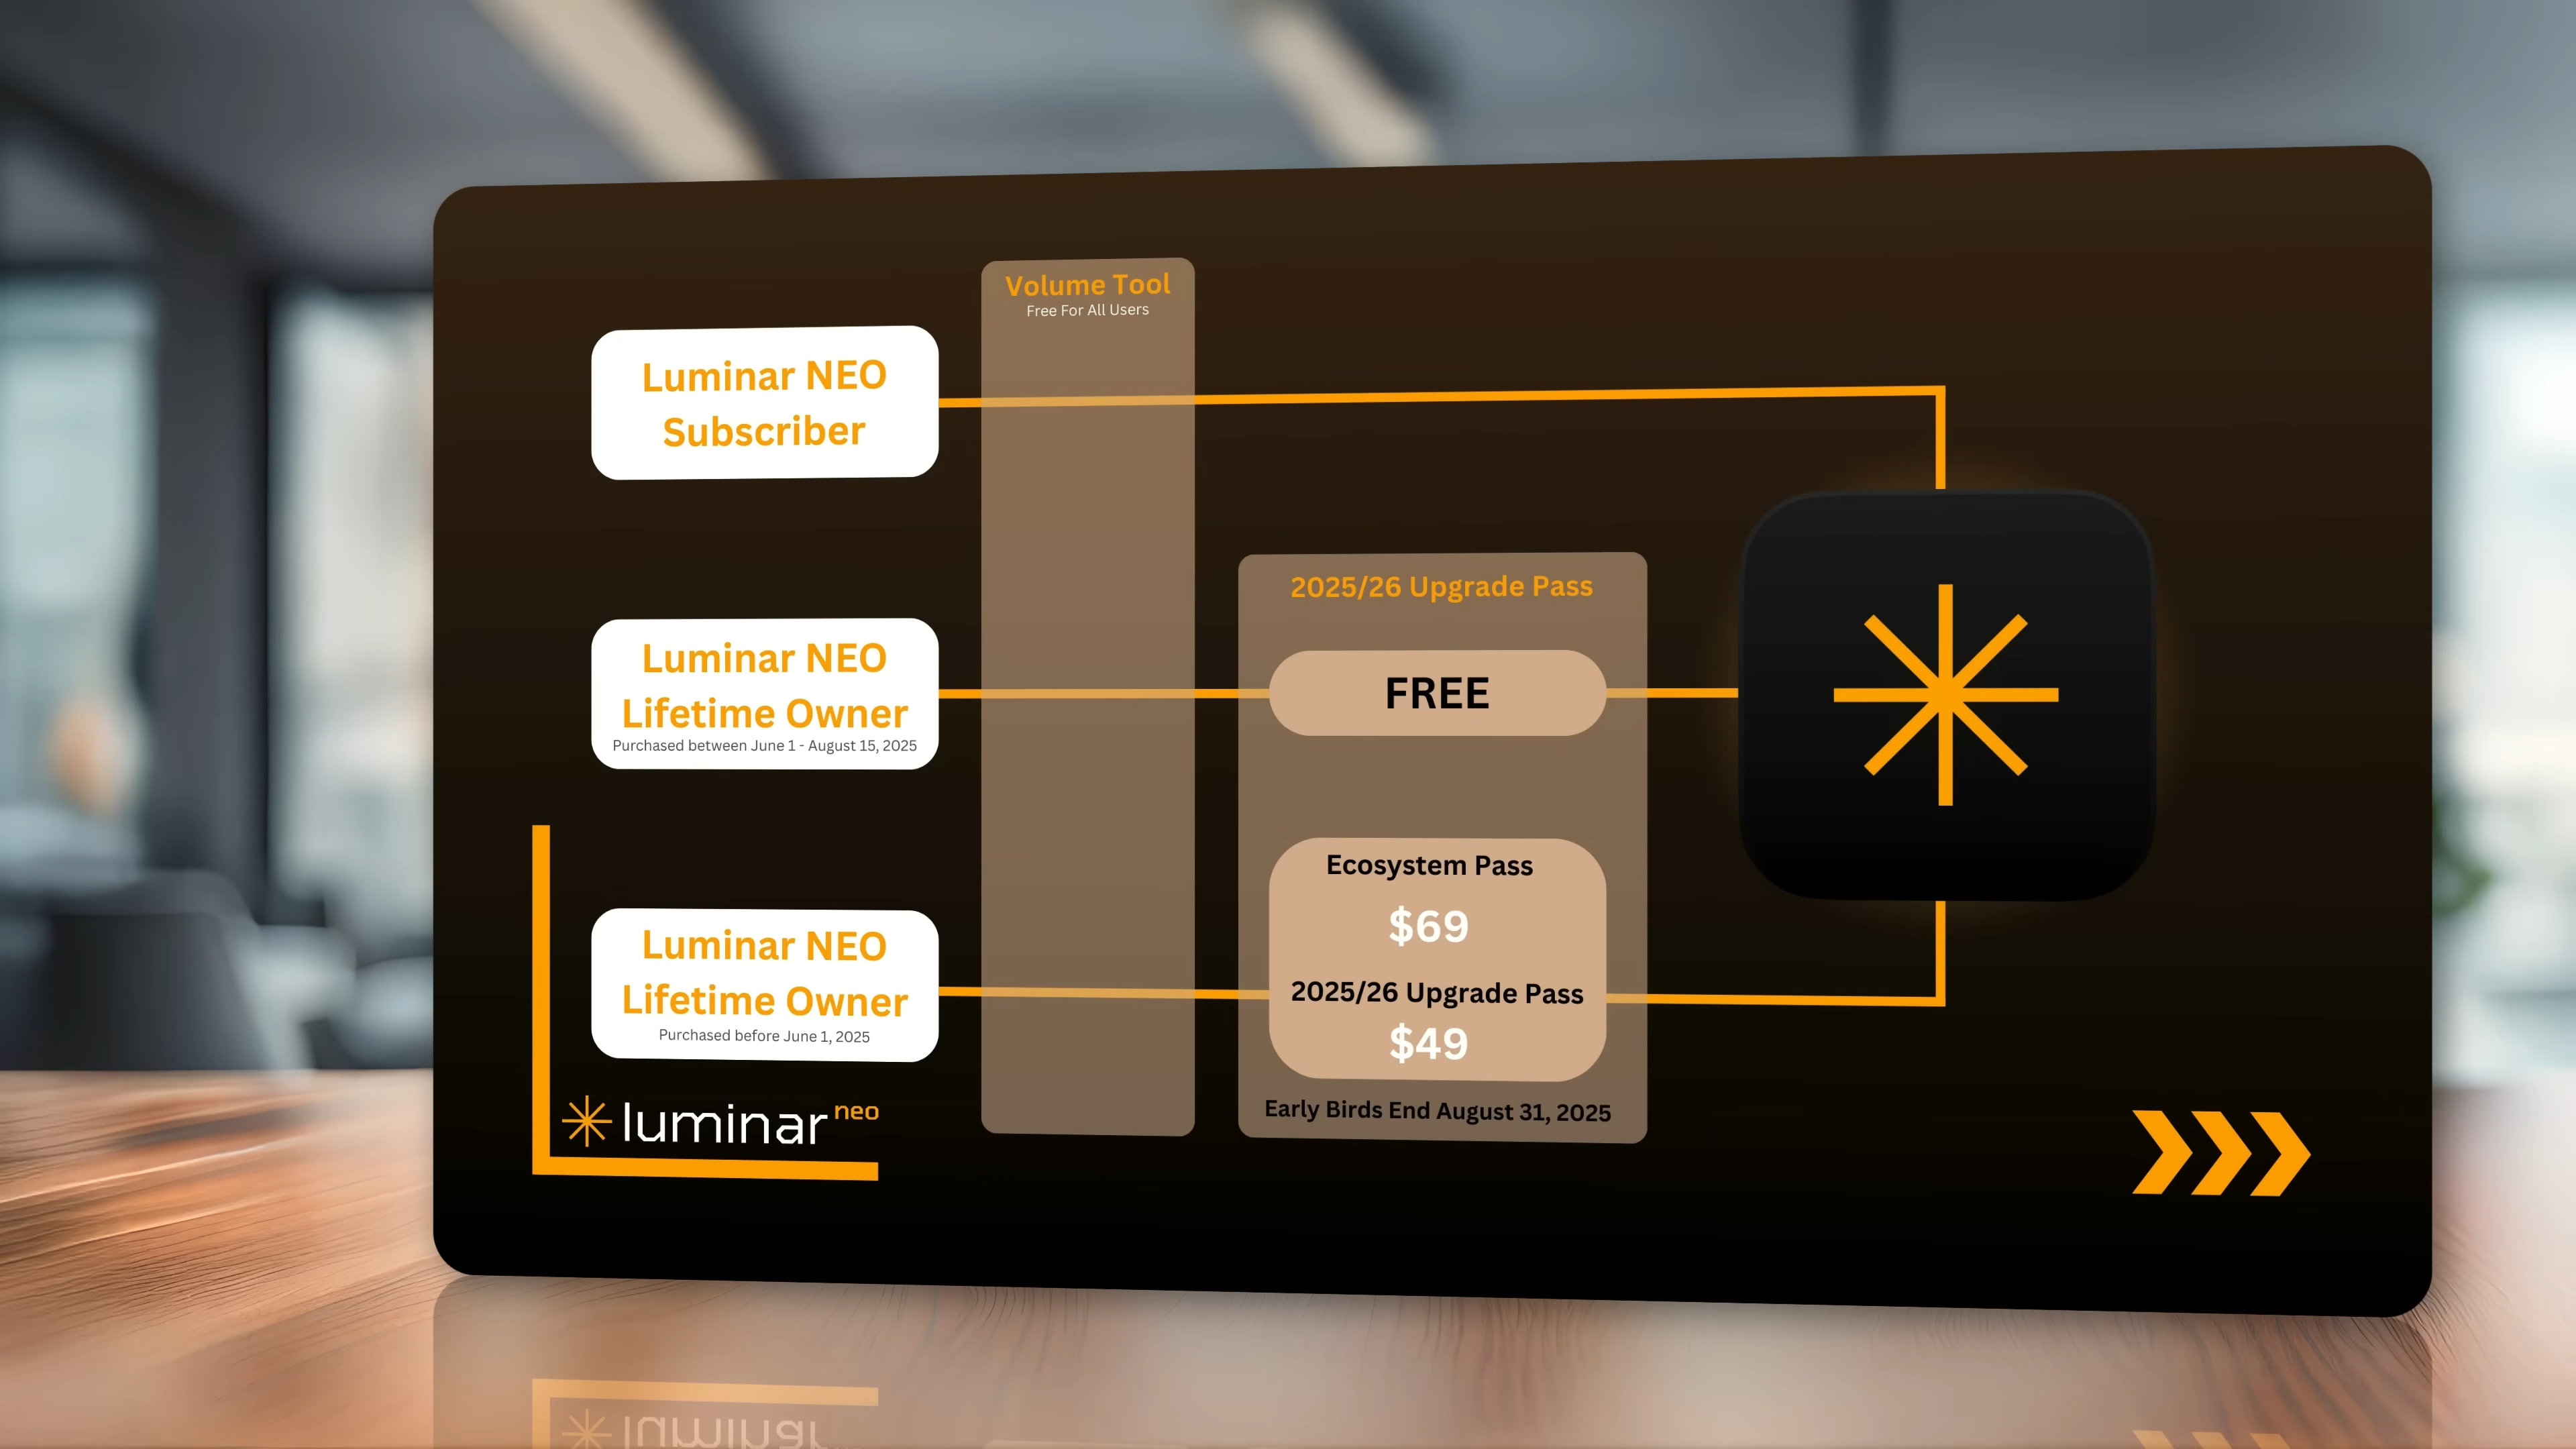 Volume Tool
Free For All Users
Luminar NEO
Subscriber
2025/26 Upgrade Pass
Luminar NEO
Lifetime Owner
Purchased between June 1 - August 15, 2025
FREE
Ecosystem Pass
$69
2025/26 Upgrade Pass
$49
Early Birds End August 31, 2025
Luminar NEO
Lifetime Owner
Purchased before June 1, 2025
luminar neo
luminar